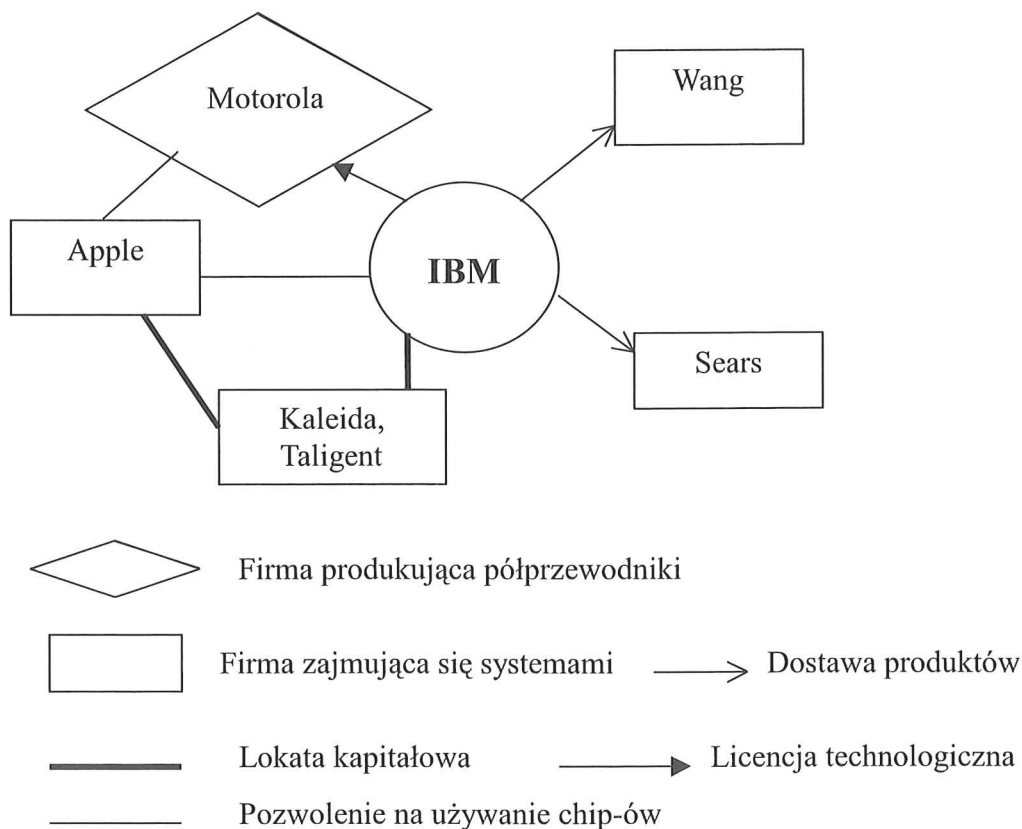 Motorola
Wang
Apple
IBM
Sears
Kaleida,
Taligent
Firma produkująca półprzewodniki
Firma zajmująca się systemami
Dostawa produktów
Lokata kapitałowa
Licencja technologiczna
Pozwolenie na używanie chip-ów